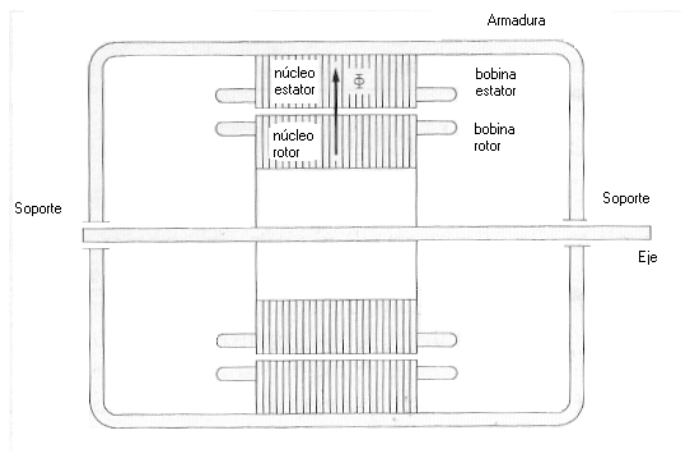 Armadura
núcleo
estator
Φ
bobina
estator
núcleo
rotor
bobina
rotor
Soporte
Soporte
Eje